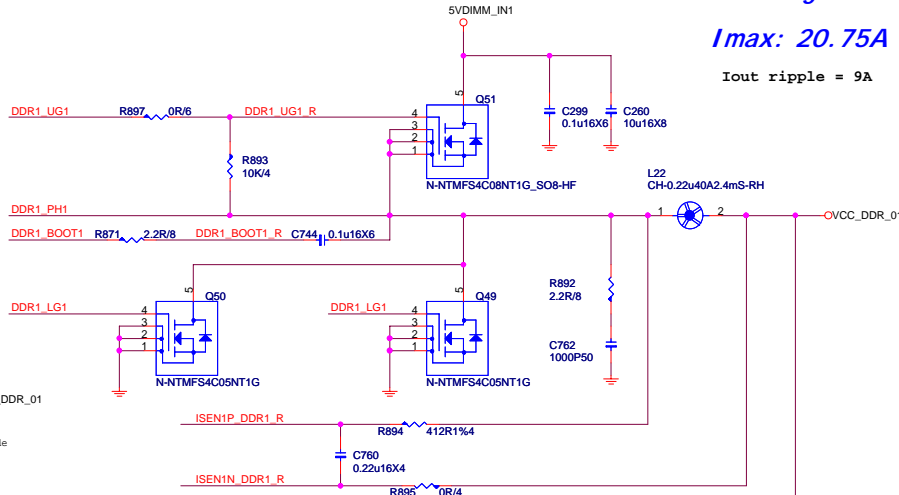 5VDIMM_IN1
Imax: 20.75A
Iout ripple = 9A
DDR1_UG1
R897
0R/6
DDR1_UG1_R
R893
10K/4
4
3
2
1
5
Q51
N-NTMFS4C08NT1G_SO8-HF
C299
0.1u16X6
C260
10u16X8
L22
CH-0.22u40A2.4mS-RH
1
2
VCC_DDR_01
DDR1_PH1
DDR1_BOOT1
R871
2.2R/8
DDR1_BOOT1_R
C744
0.1u16X6
DDR1_LG1
4
3
2
1
5
Q50
N-NTMFS4C05NT1G
DDR1_LG1
4
3
2
1
5
Q49
N-NTMFS4C05NT1G
R892
2.2R/8
C762
1000P50
_DDR_01
ISEN1P_DDR1_R
R894
412R1%4
C760
0.22u16X4
ISEN1N_DDR1_R
R895
0R/4